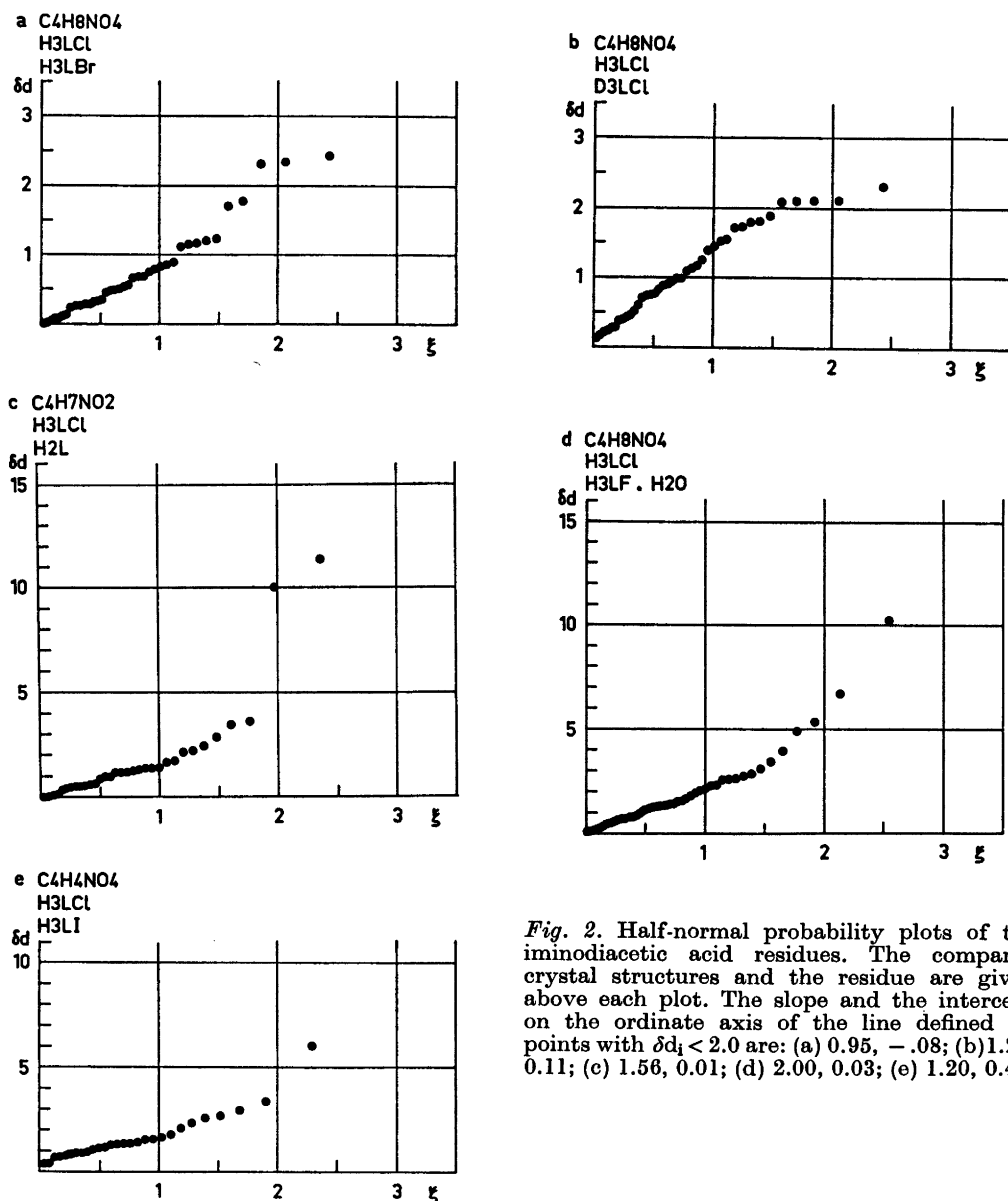 a C4H8NO4
H3LCl
H3LBr
δd
3
2
1
1 2 3 ξ
b C4H8NO4
H3LCl
D3LCl
δd
3
2
1
1 2 3 ξ
c C4H7NO2
H3LCl
H2L
δd
15
10
5
1 2 3 ξ
d C4H8NO4
H3LCl
H3LF . H2O
δd
15
10
5
1 2 3 ξ
e C4H4NO4
H3LCl
H3LI
δd
10
5
1 2 3 ξ
Fig. 2. Half-normal probability plots of
iminodiacetic acid residues. The
crystal structures and the residue are
above each plot. The slope and the
on the ordinate axis of the line defined
points with δdᵢ < 2.0 are: (a) 0.95, −.08; (b)
0.11; (c) 1.56, 0.01; (d) 2.00, 0.03; (e) 1.20,